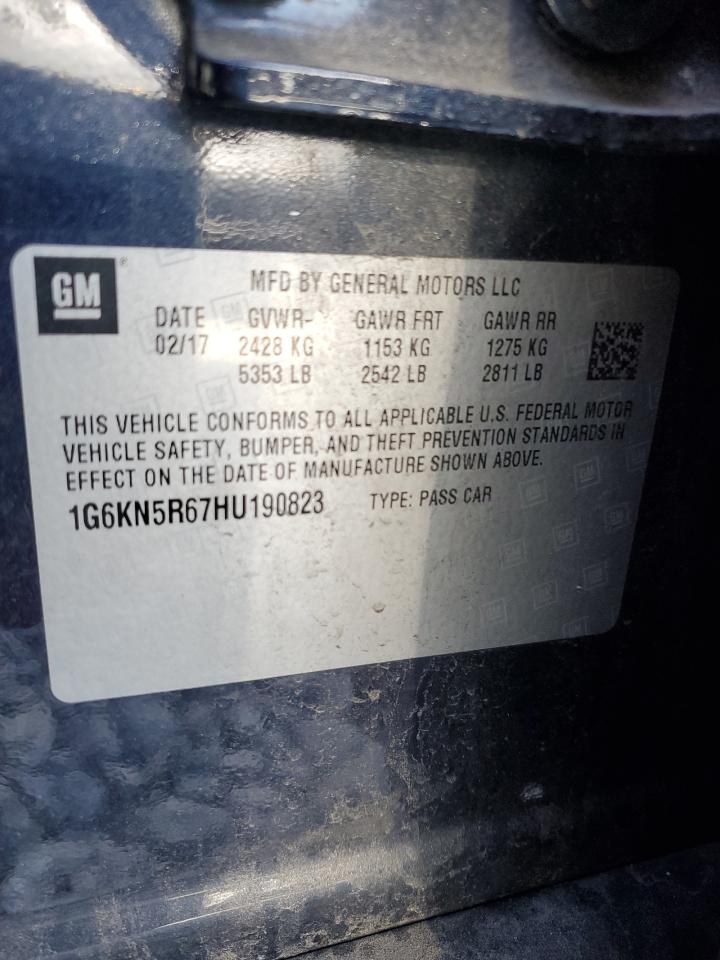 GM
MFD BY GENERAL MOTORS LLC
DATE GVWR- GAWR FRT GAWR RR
02/17 2428 KG 1153 KG 1275 KG
5353 LB 2542 LB 2811 LB
THIS VEHICLE CONFORMS TO ALL APPLICABLE U.S. FEDERAL MOTOR
VEHICLE SAFETY, BUMPER, AND THEFT PREVENTION STANDARDS IN
EFFECT ON THE DATE OF MANUFACTURE SHOWN ABOVE.
1G6KN5R67HU190823 TYPE: PASS CAR